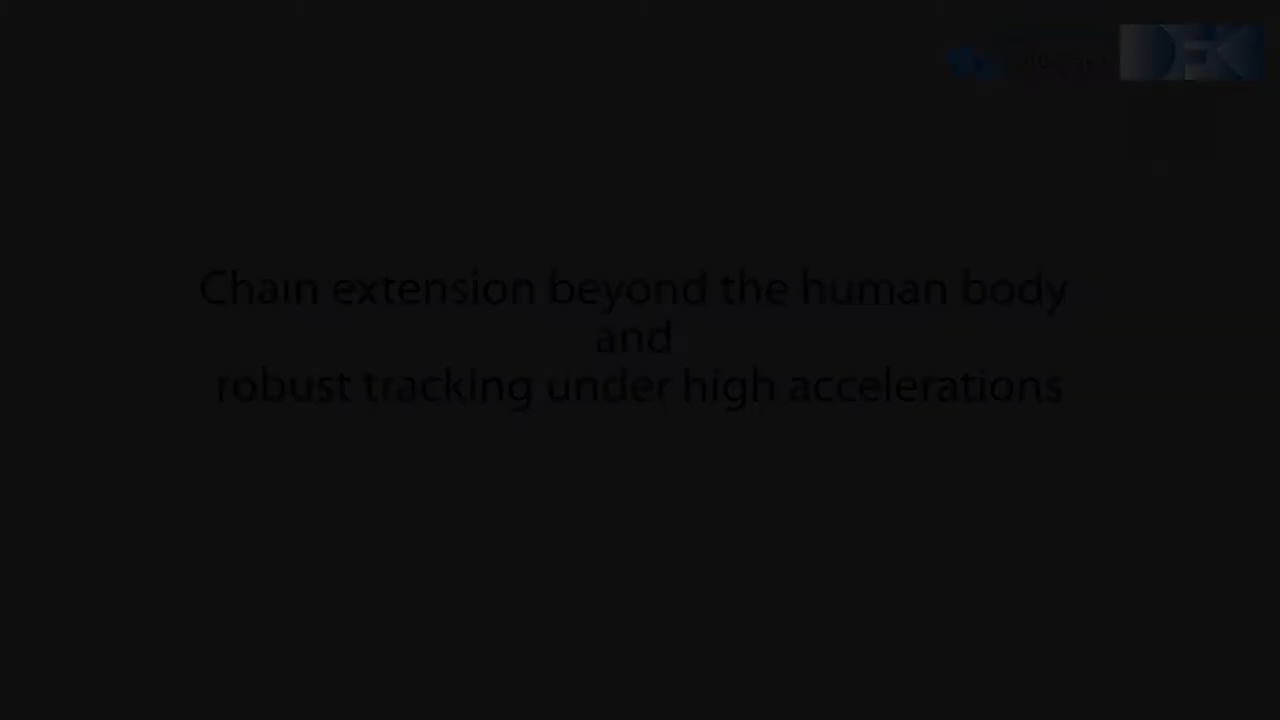 Chain extension beyond the human body
and
robust tracking under high accelerations